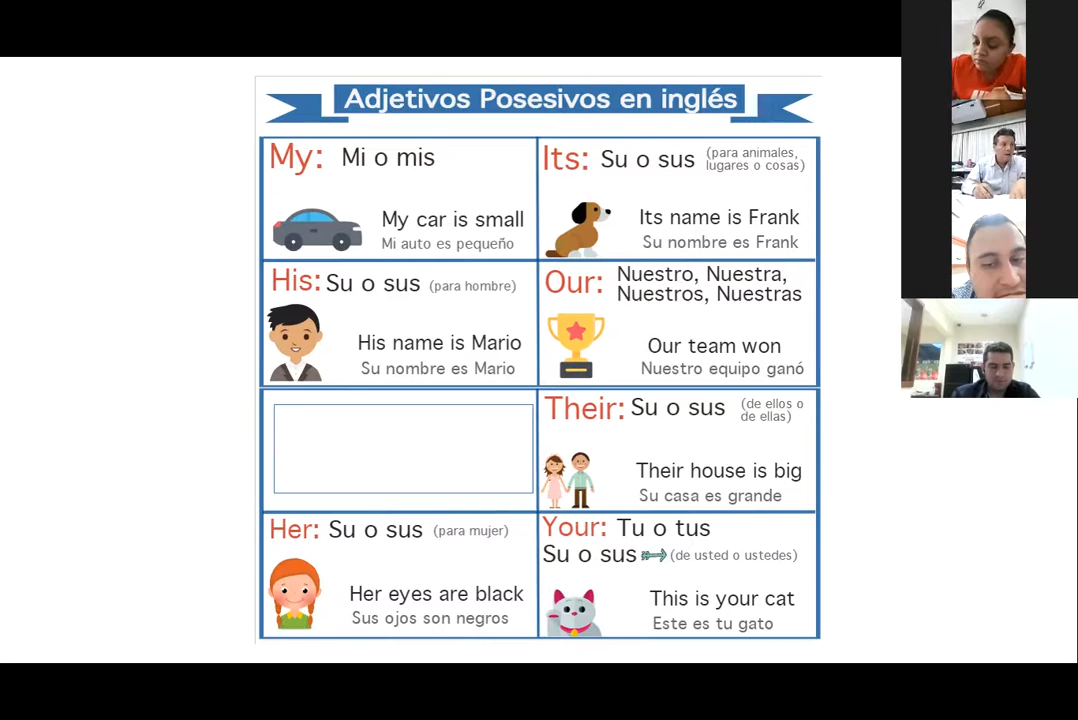 Adjetivos Posesivos en inglés
My: Mi o mis
My car is small
Mi auto es pequeño
Its: Su o sus (para animales, lugares o cosas)
Its name is Frank
Su nombre es Frank
His: Su o sus (para hombre)
His name is Mario
Su nombre es Mario
Our: Nuestro, Nuestra,
Nuestros, Nuestras
Our team won
Nuestro equipo ganó
Their: Su o sus (de ellos o de ellas)
Their house is big
Su casa es grande
Her: Su o sus (para mujer)
Her eyes are black
Sus ojos son negros
Your: Tu o tus
Su o sus (de usted o ustedes)
This is your cat
Este es tu gato